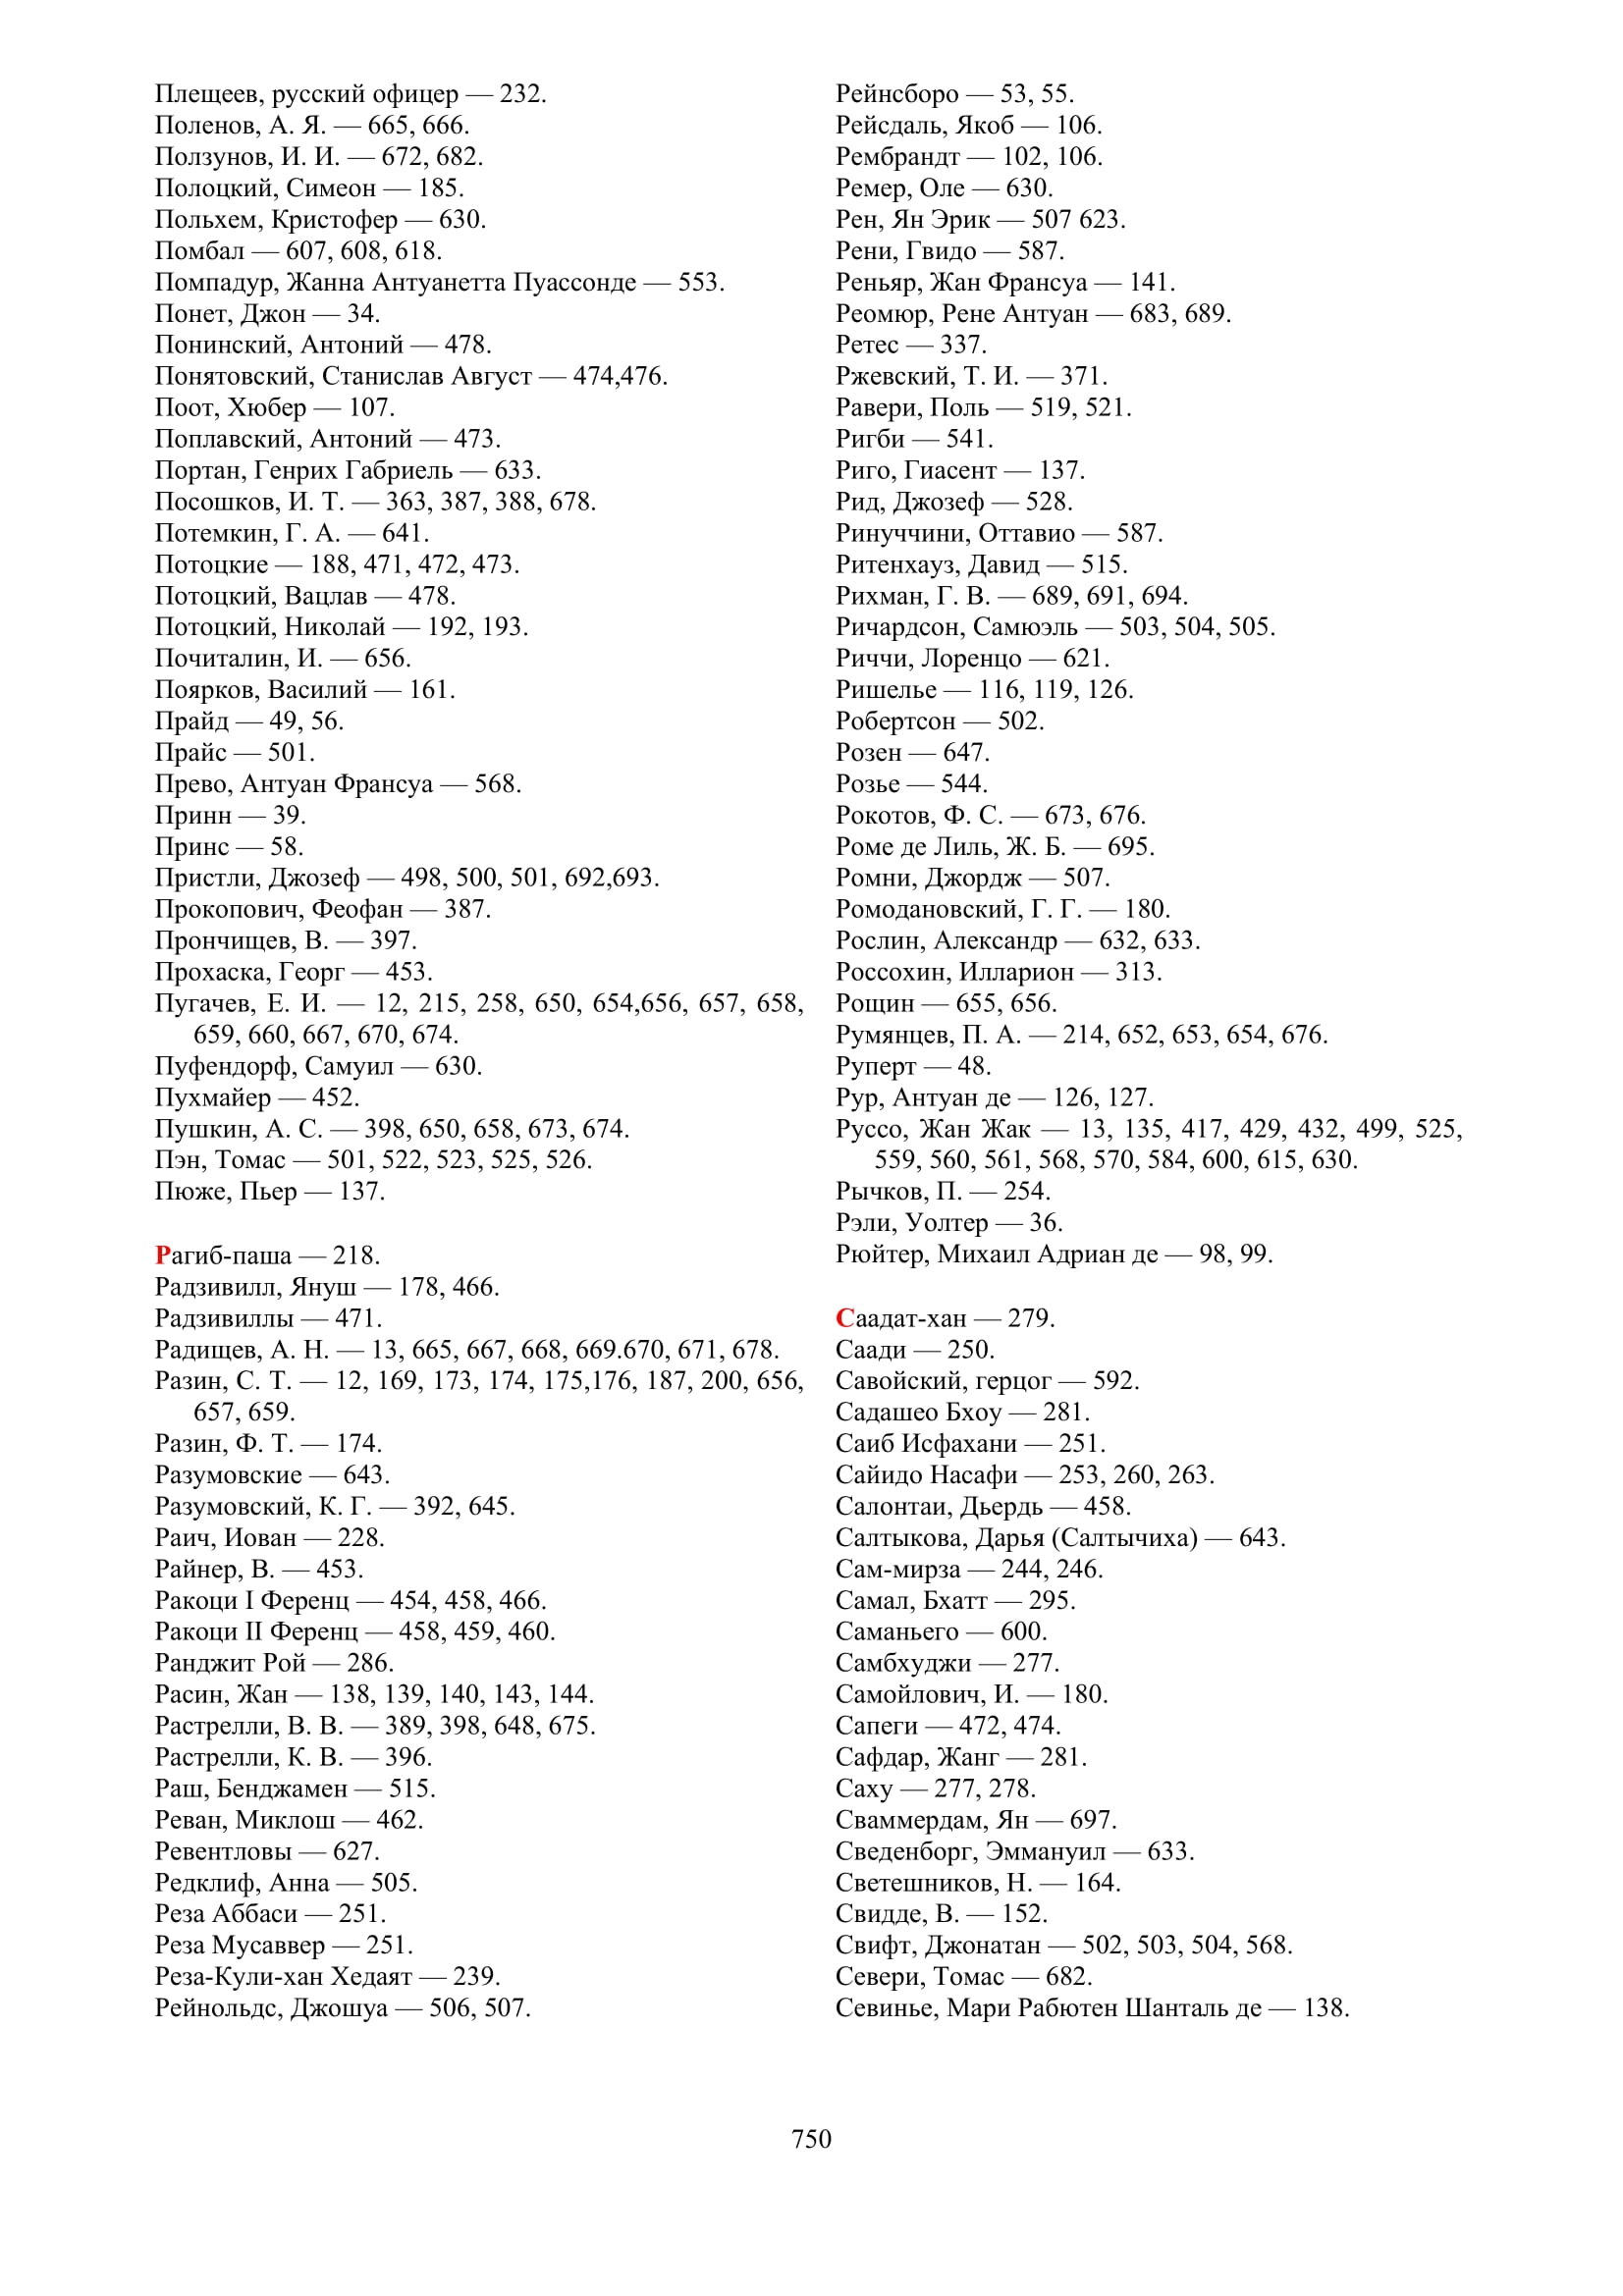 Плещеев, русский офицер — 232.
Поленов, А. Я. — 665, 666.
Ползунов, И. И. — 672, 682.
Полоцкий, Симеон — 185.
Польхем, Кристофер — 630.
Помбал — 607, 608, 618.
Помпадур, Жанна Антуанетта Пуассонде — 553.
Понет, Джон — 34.
Понинский, Антоний — 478.
Понятовский, Станислав Август — 474,476.
Поот, Хюбер — 107.
Поплавский, Антоний — 473.
Портан, Генрих Габриель — 633.
Посошков, И. Т. — 363, 387, 388, 678.
Потемкин, Г. А. — 641.
Потоцкие — 188, 471, 472, 473.
Потоцкий, Вацлав — 478.
Потоцкий, Николай — 192, 193.
Почиталин, И. — 656.
Поярков, Василий — 161.
Прайд — 49, 56.
Прайс — 501.
Прево, Антуан Франсуа — 568.
Принн — 39.
Принс — 58.
Пристли, Джозеф — 498, 500, 501, 692,693.
Прокопович, Феофан — 387.
Прончищев, В. — 397.
Прохаска, Георг — 453.
Пугачев, Е. И. — 12, 215, 258, 650, 654,656, 657, 658,
659, 660, 667, 670, 674.
Пуфендорф, Самуил — 630.
Пухмайер — 452.
Пушкин, А. С. — 398, 650, 658, 673, 674.
Пэн, Томас — 501, 522, 523, 525, 526.
Пюже, Пьер — 137.
Рагиб-паша — 218.
Радзивилл, Януш — 178, 466.
Радзивиллы — 471.
Радищев, А. Н. — 13, 665, 667, 668, 669.670, 671, 678.
Разин, С. Т. — 12, 169, 173, 174, 175,176, 187, 200, 656,
657, 659.
Разин, Ф. Т. — 174.
Разумовские — 643.
Разумовский, К. Г. — 392, 645.
Раич, Иован — 228.
Райнер, В. — 453.
Ракоци I Ференц — 454, 458, 466.
Ракоци II Ференц — 458, 459, 460.
Ранджит Рой — 286.
Расин, Жан — 138, 139, 140, 143, 144.
Растрелли, В. В. — 389, 398, 648, 675.
Растрелли, К. В. — 396.
Раш, Бенджамен — 515.
Реван, Миклош — 462.
Ревентловы — 627.
Редклиф, Анна — 505.
Реза Аббаси — 251.
Реза Мусаввер — 251.
Реза-Кули-хан Хедаят — 239.
Рейнольдс, Джошуа — 506, 507.
Рейнсборо — 53, 55.
Рейсдаль, Якоб — 106.
Рембрандт — 102, 106.
Ремер, Оле — 630.
Рен, Ян Эрик — 507 623.
Рени, Гвидо — 587.
Реньяр, Жан Франсуа — 141.
Реомюр, Рене Антуан — 683, 689.
Ретес — 337.
Ржевский, Т. И. — 371.
Равери, Поль — 519, 521.
Ригби — 541.
Риго, Гиасент — 137.
Рид, Джозеф — 528.
Ринуччини, Оттавио — 587.
Ритенхауз, Давид — 515.
Рихман, Г. В. — 689, 691, 694.
Ричардсон, Самюэль — 503, 504, 505.
Риччи, Лоренцо — 621.
Ришелье — 116, 119, 126.
Робертсон — 502.
Розен — 647.
Розье — 544.
Рокотов, Ф. С. — 673, 676.
Роме де Лиль, Ж. Б. — 695.
Ромни, Джордж — 507.
Ромодановский, Г. Г. — 180.
Рослин, Александр — 632, 633.
Россохин, Илларион — 313.
Рощин — 655, 656.
Румянцев, П. А. — 214, 652, 653, 654, 676.
Руперт — 48.
Рур, Антуан де — 126, 127.
Руссо, Жан Жак — 13, 135, 417, 429, 432, 499, 525,
559, 560, 561, 568, 570, 584, 600, 615, 630.
Рычков, П. — 254.
Рэли, Уолтер — 36.
Рюйтер, Михаил Адриан де — 98, 99.
Саадат-хан — 279.
Саади — 250.
Савойский, герцог — 592.
Садашео Бхоу — 281.
Саиб Исфахани — 251.
Сайидо Насафи — 253, 260, 263.
Салонтаи, Дьердь — 458.
Салтыкова, Дарья (Салтычиха) — 643.
Сам-мирза — 244, 246.
Самал, Бхатт — 295.
Саманьего — 600.
Самбхуджи — 277.
Самойлович, И. — 180.
Сапеги — 472, 474.
Сафдар, Жанг — 281.
Саху — 277, 278.
Сваммердам, Ян — 697.
Сведенборг, Эммануил — 633.
Светешников, Н. — 164.
Свидде, В. — 152.
Свифт, Джонатан — 502, 503, 504, 568.
Севери, Томас — 682.
Севинье, Мари Рабютен Шанталь де — 138.
750